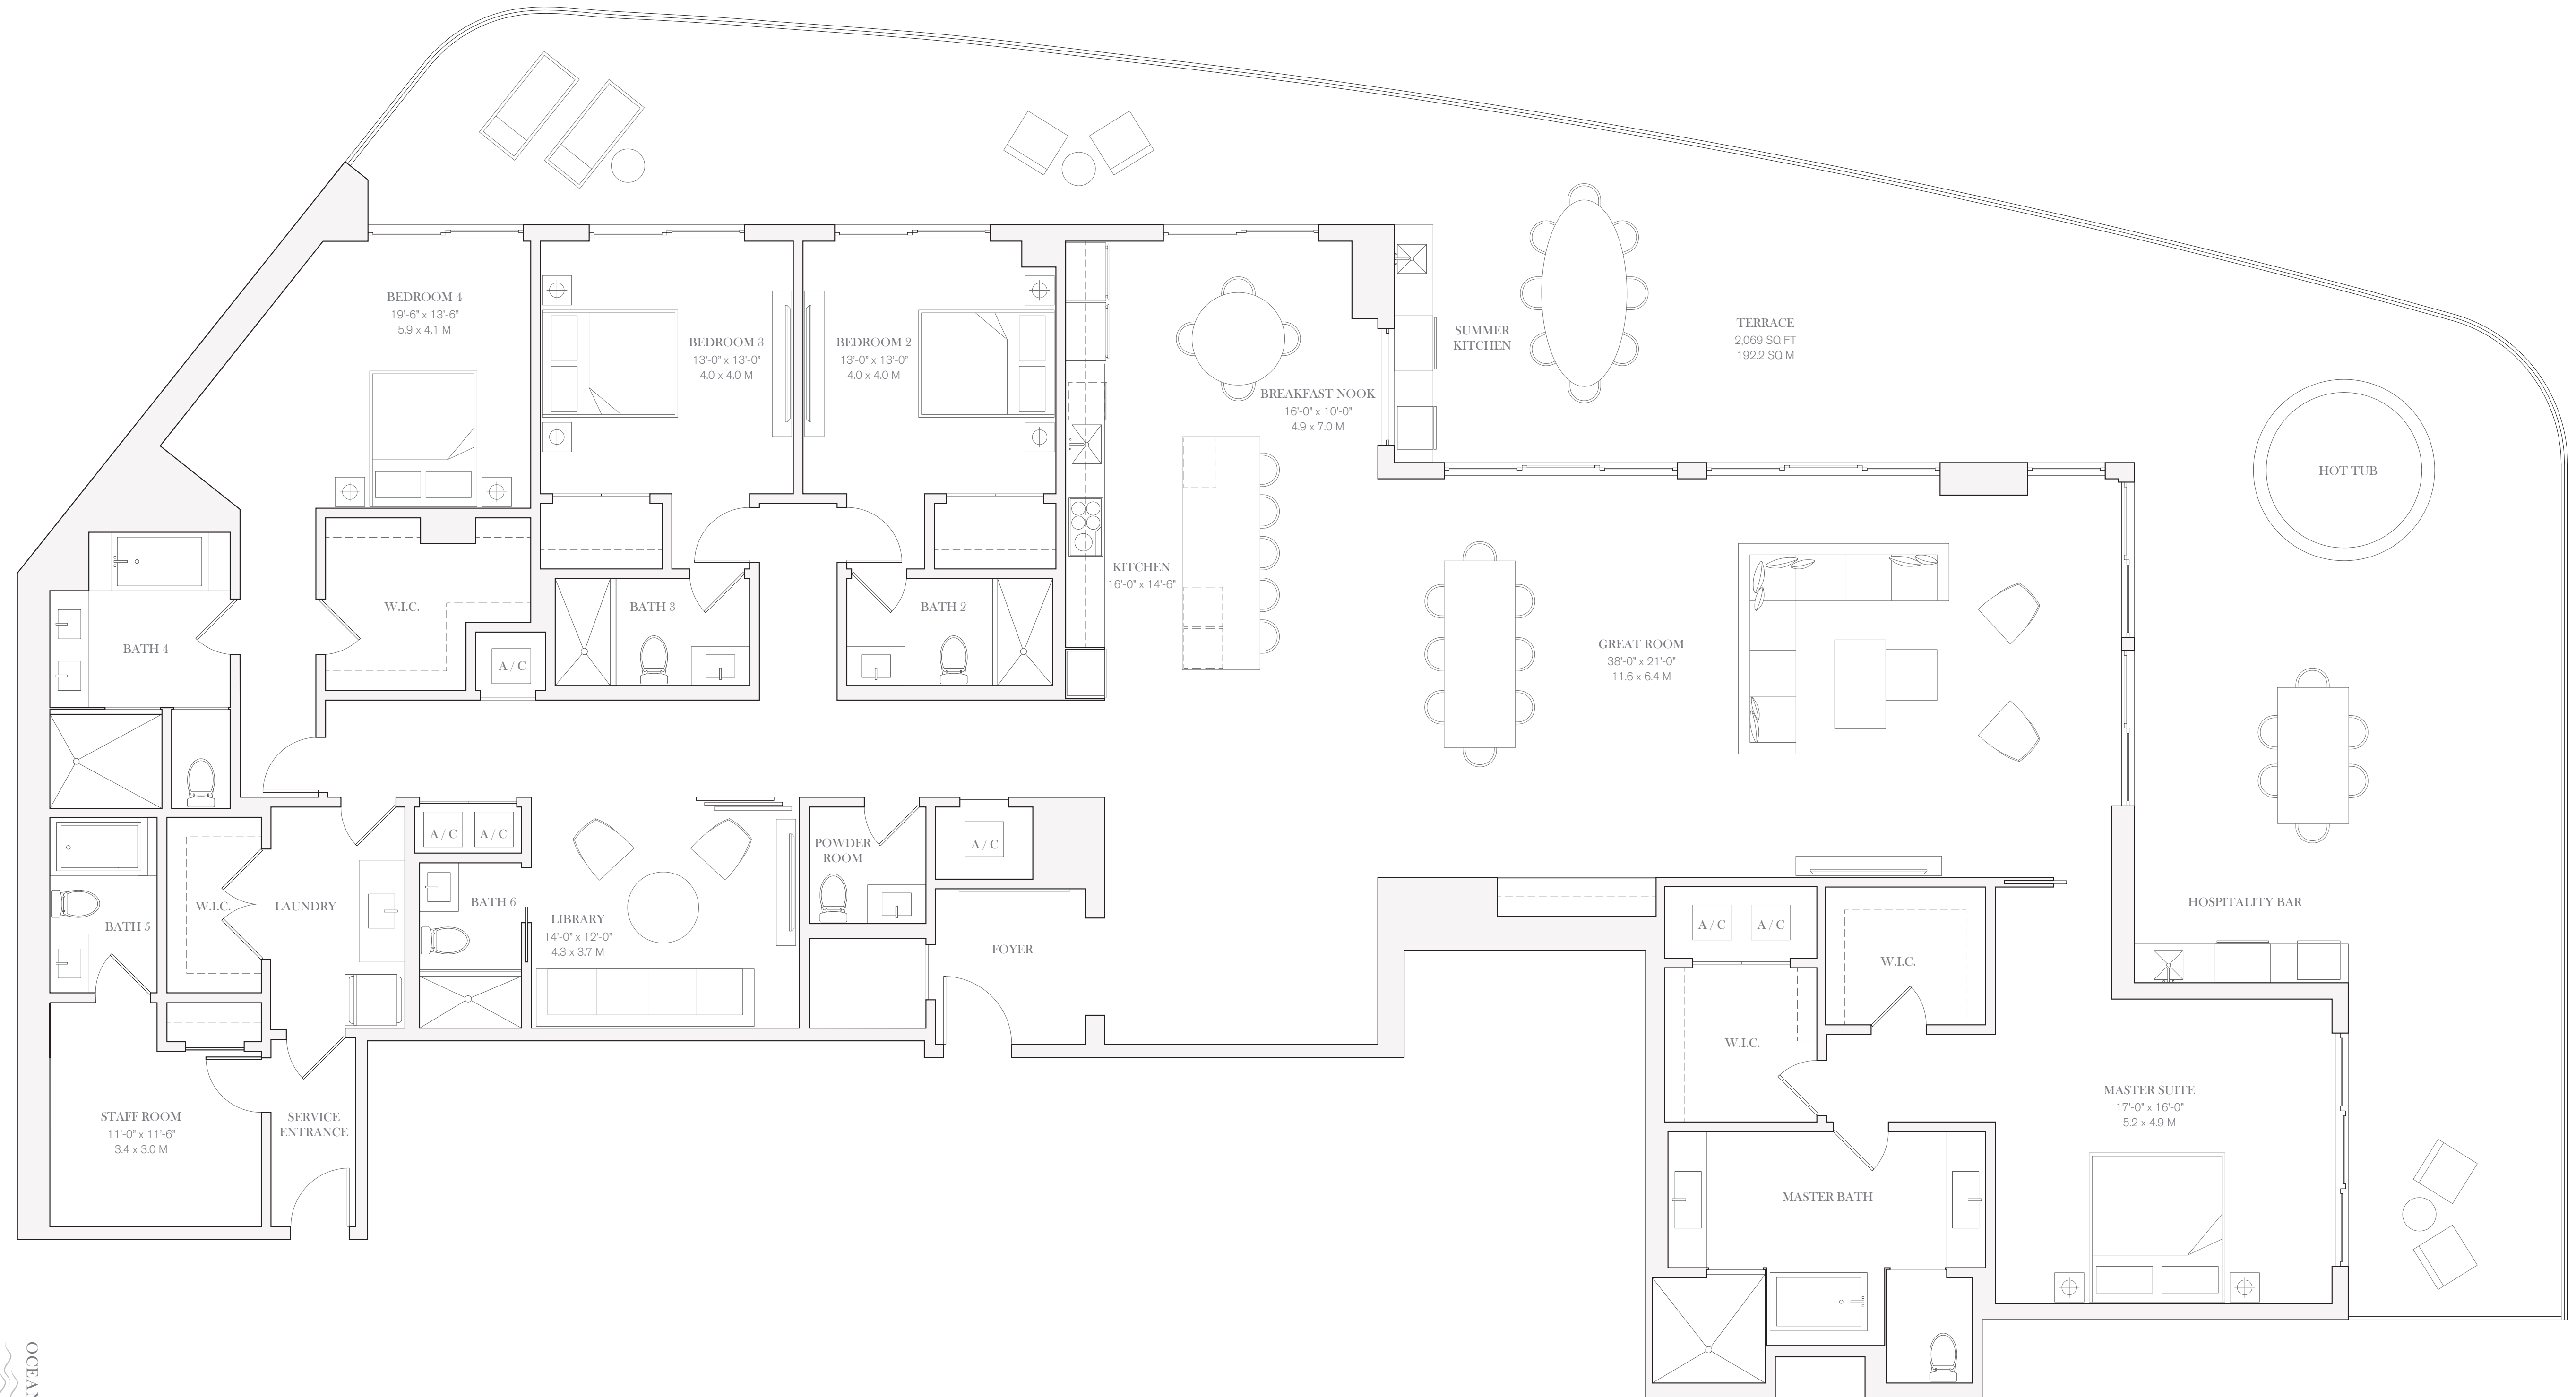 BEDROOM 4
19'-6" x 13'-6"
5.9 x 4.1 M
BEDROOM 3
13'-0" x 13'-0"
4.0 x 4.0 M
BEDROOM 2
13'-0" x 13'-0"
4.0 x 4.0 M
BREAKFAST NOOK
16'-0" x 10'-0"
4.9 x 7.0 M
SUMMER
KITCHEN
TERRACE
2,069 SQ FT
192.2 SQ M
HOT TUB
KITCHEN
16'-0" x 14'-6"
W.I.C.
BATH 3
BATH 2
BATH 4
A / C
GREAT ROOM
38'-0" x 21'-0"
11.6 x 6.4 M
A / C
A / C
POWDER
ROOM
A / C
W.I.C.
LAUNDRY
BATH 5
BATH 6
LIBRARY
14'-0" x 12'-0"
4.3 x 3.7 M
FOYER
A / C
A / C
W.I.C.
HOSPITALITY BAR
W.I.C.
MASTER SUITE
17'-0" x 16'-0"
5.2 x 4.9 M
STAFF ROOM
11'-0" x 11'-6"
3.4 x 3.0 M
SERVICE
ENTRANCE
MASTER BATH